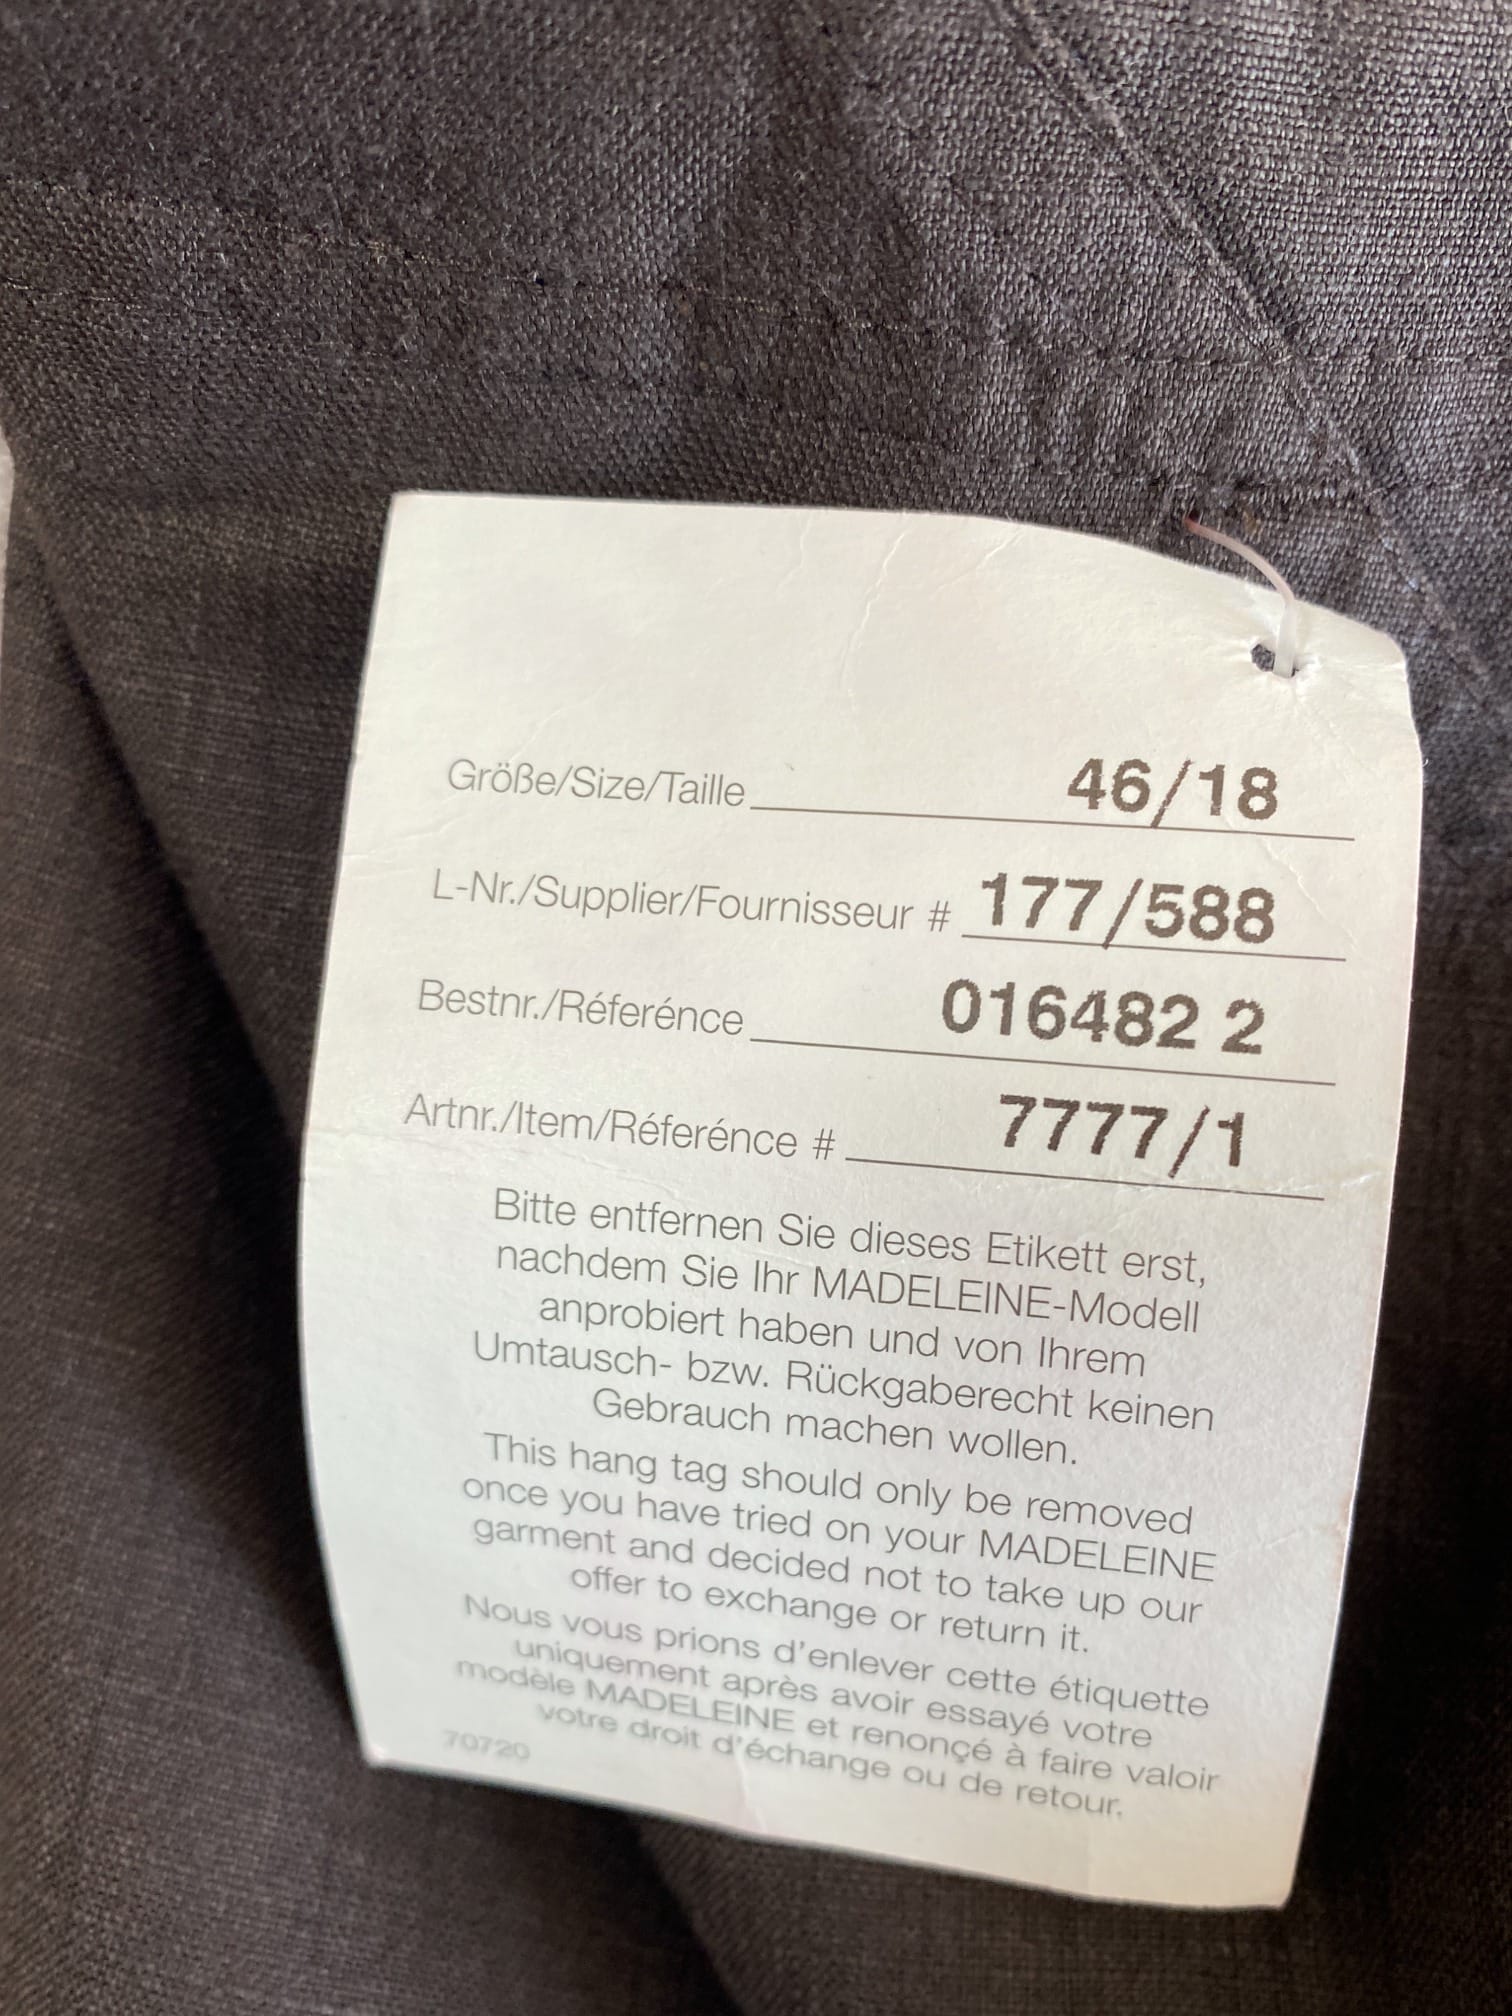 Größe/Size/Taille 46/18
L-Nr./Supplier/Fournisseur # 177/588
Bestnr./Réferénce 016482 2
Artnr./Item/Réferénce # 7777/1
Bitte entfernen Sie dieses Etikett erst,
nachdem Sie Ihr MADELEINE-Modell
anprobiert haben und von Ihrem
Umtausch- bzw. Rückgaberecht keinen
Gebrauch machen wollen.
This hang tag should only be removed
once you have tried on your MADELEINE
garment and decided not to take up our
offer to exchange or return it.
Nous vous prions d'enlever cette étiquette
uniquement après avoir essayé votre
modèle MADELEINE et renonçé à faire valoir
votre droit d'échange ou de retour.
70720